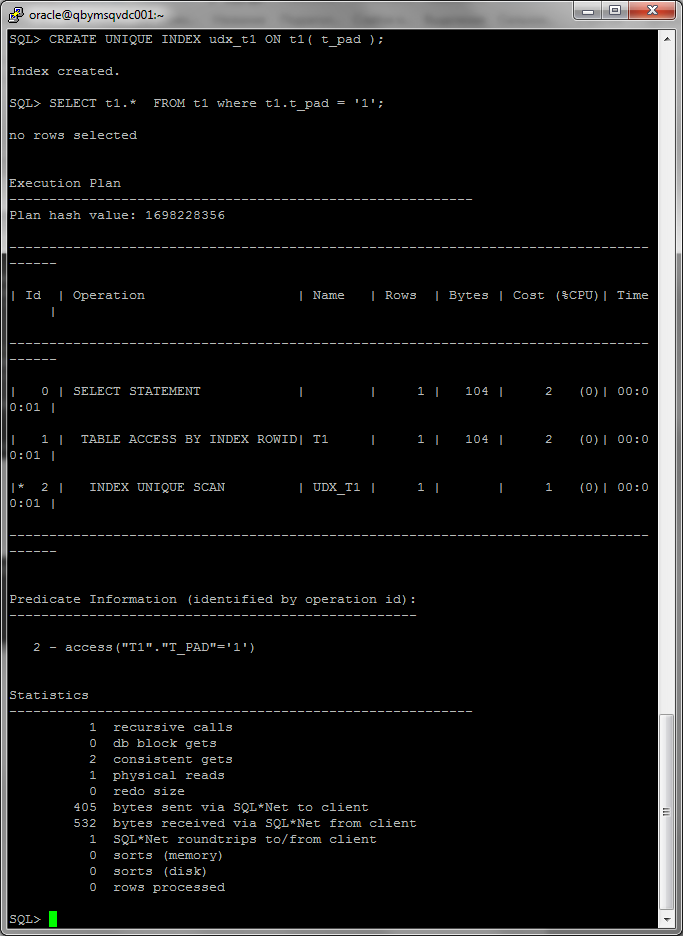 oracle@qbymsqvdc001:~
SQL> CREATE UNIQUE INDEX udx_t1 ON t1( t_pad );
Index created.
SQL> SELECT t1.*  FROM t1 where t1.t_pad = '1';
no rows selected
Execution Plan
----------------------------------------------------------
Plan hash value: 1698228356
--------------------------------------------------------------------------------
------
| Id  | Operation                   | Name   | Rows  | Bytes | Cost (%CPU)| Time
     |
--------------------------------------------------------------------------------
------
|   0 | SELECT STATEMENT            |        |     1 |   104 |     2   (0)| 00:0
0:01 |
|   1 |  TABLE ACCESS BY INDEX ROWID| T1     |     1 |   104 |     2   (0)| 00:0
0:01 |
|*  2 |   INDEX UNIQUE SCAN         | UDX_T1 |     1 |       |     1   (0)| 00:0
0:01 |
--------------------------------------------------------------------------------
------
Predicate Information (identified by operation id):
---------------------------------------------------
   2 - access("T1"."T_PAD"='1')
Statistics
----------------------------------------------------------
          1  recursive calls
          0  db block gets
          2  consistent gets
          1  physical reads
          0  redo size
        405  bytes sent via SQL*Net to client
        532  bytes received via SQL*Net from client
          1  SQL*Net roundtrips to/from client
          0  sorts (memory)
          0  sorts (disk)
          0  rows processed
SQL>